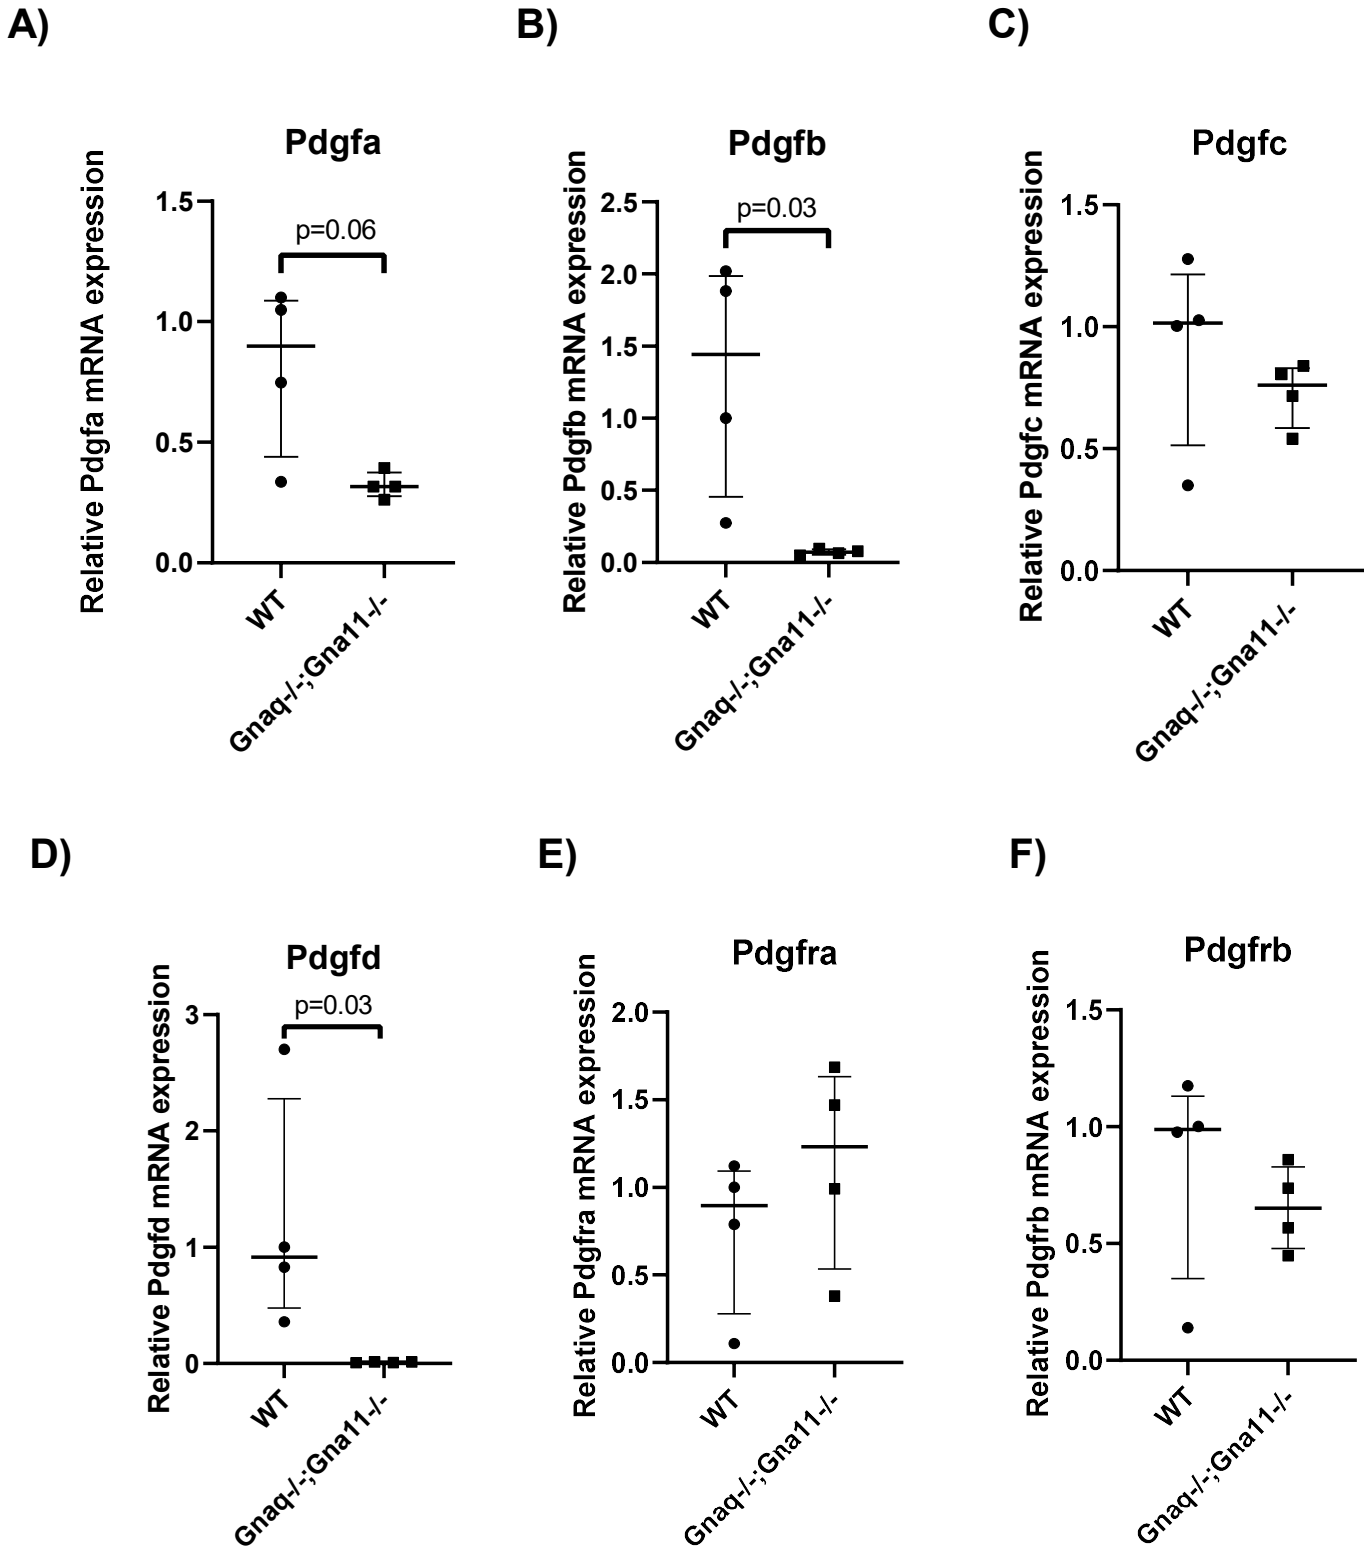 A)
Pdgfa
Relative Pdgfa mRNA expression
1.5
1.0
0.5
0.0
p=0.06
WT
Gnaq-/-;Gna11-/-
B)
Pdgfb
Relative Pdgfb mRNA expression
2.5
2.0
1.5
1.0
0.5
0.0
p=0.03
WT
Gnaq-/-;Gna11-/-
C)
Pdgfc
Relative Pdgfc mRNA expression
1.5
1.0
0.5
0.0
WT
Gnaq-/-;Gna11-/-
D)
Pdgfd
Relative Pdgfd mRNA expression
3
2
1
0
p=0.03
WT
Gnaq-/-;Gna11-/-
E)
Pdgfra
Relative Pdgfra mRNA expression
2.0
1.5
1.0
0.5
0.0
WT
Gnaq-/-;Gna11-/-
F)
Pdgfrb
Relative Pdgfrb mRNA expression
1.5
1.0
0.5
0.0
WT
Gnaq-/-;Gna11-/-